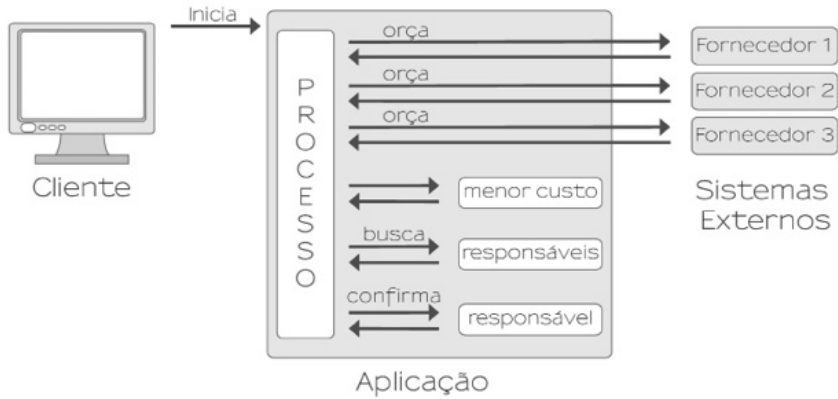 Inicia
orça
Fornecedor 1
orça
Fornecedor 2
orça
Fornecedor 3
PROCESSO
Cliente
menor custo
Sistemas
Externos
busca
responsáveis
confirma
responsável
Aplicação